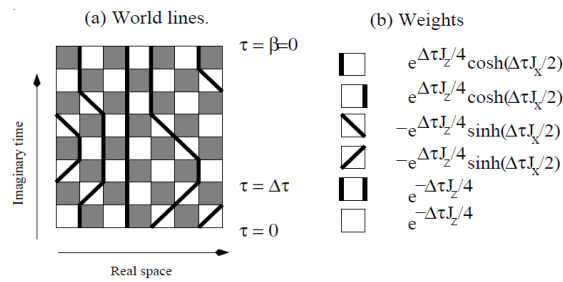 (a) World lines.
τ = β=0
τ = Δτ
τ = 0
Imaginary time
Real space
(b) Weights
e^{ΔτJ_z/4}cosh(ΔτJ_x/2)
e^{ΔτJ_z/4}cosh(ΔτJ_x/2)
−e^{ΔτJ_z/4}sinh(ΔτJ_x/2)
−e^{ΔτJ_z/4}sinh(ΔτJ_x/2)
e^{−ΔτJ_z/4}
e^{−ΔτJ_z/4}